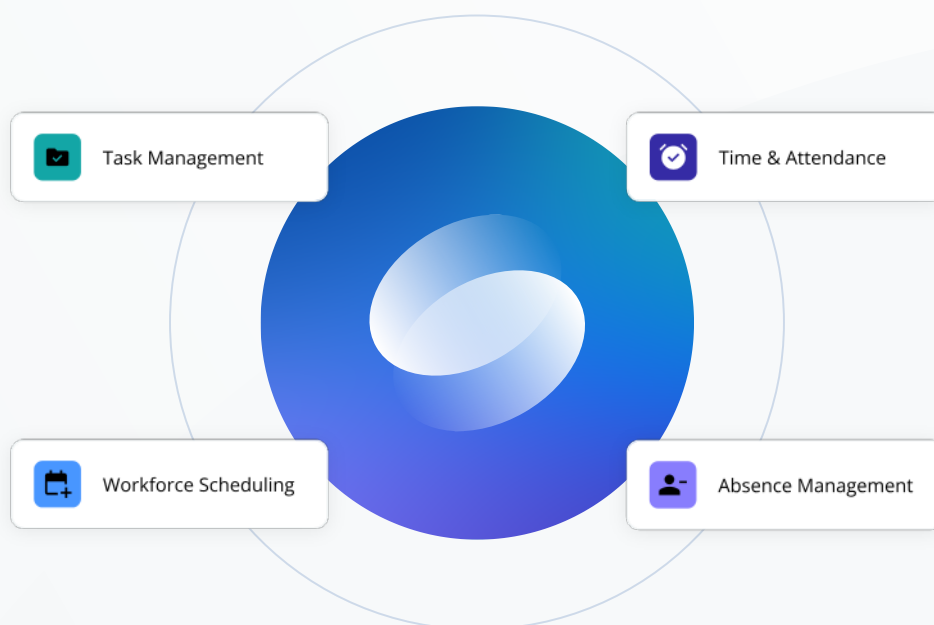 Task Management
Time & Attendance
Workforce Scheduling
Absence Management